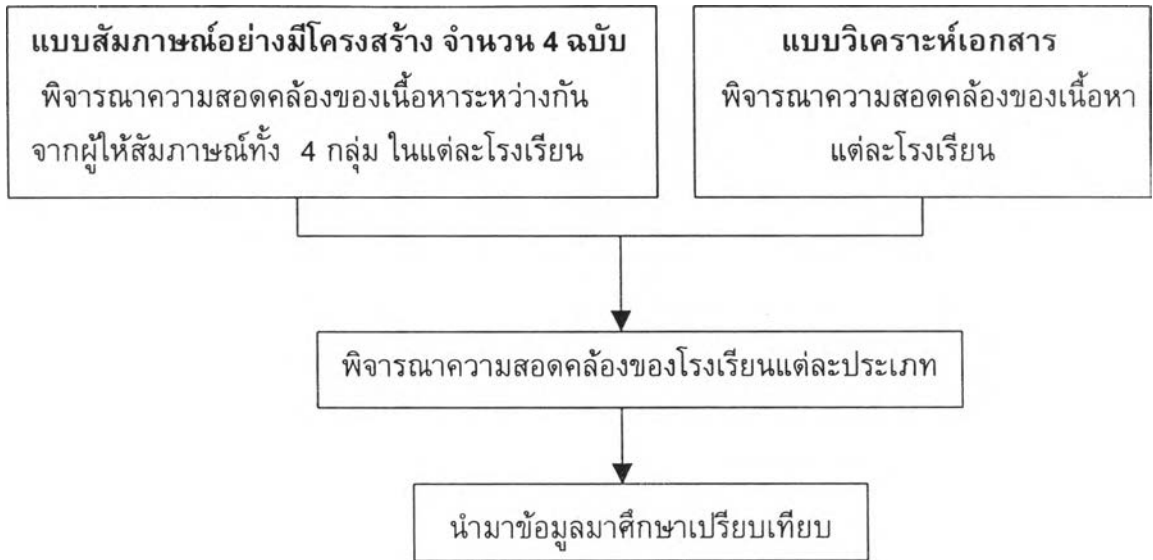 แบบสัมภาษณ์อย่างมีโครงสร้าง จำนวน 4 ฉบับ
พิจารณาความสอดคล้องของเนื้อหาระหว่างกัน
จากผู้ให้สัมภาษณ์ทั้ง 4 กลุ่ม ในแต่ละโรงเรียน
แบบวิเคราะห์เอกสาร
พิจารณาความสอดคล้องของเนื้อหา
แต่ละโรงเรียน
พิจารณาความสอดคล้องของโรงเรียนแต่ละประเภท
นำมาข้อมูลมาศึกษาเปรียบเทียบ